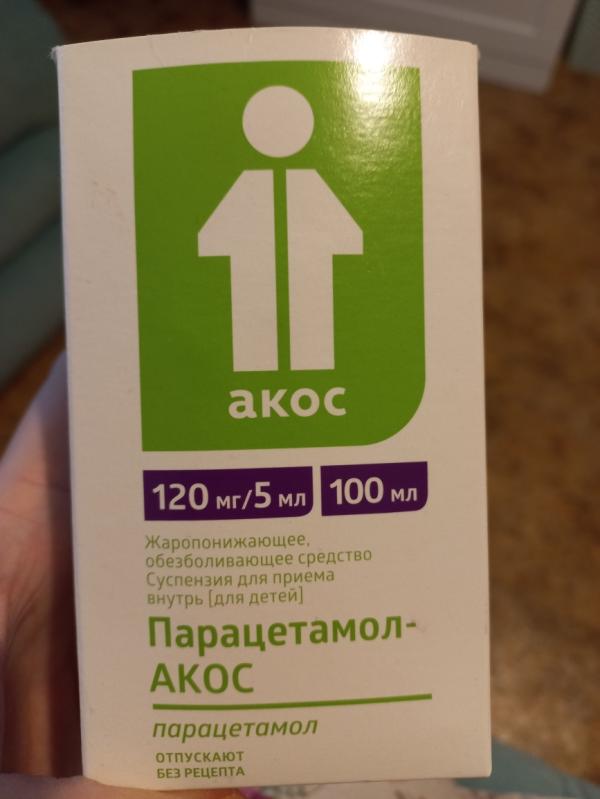 акос
120 мг/5 мл 100 мл
Жаропонижающее,
обезболивающее средство
Суспензия для приема
внутрь [для детей]
Парацетамол-
АКОС
парацетамол
ОТПУСКАЮТ
БЕЗ РЕЦЕПТА